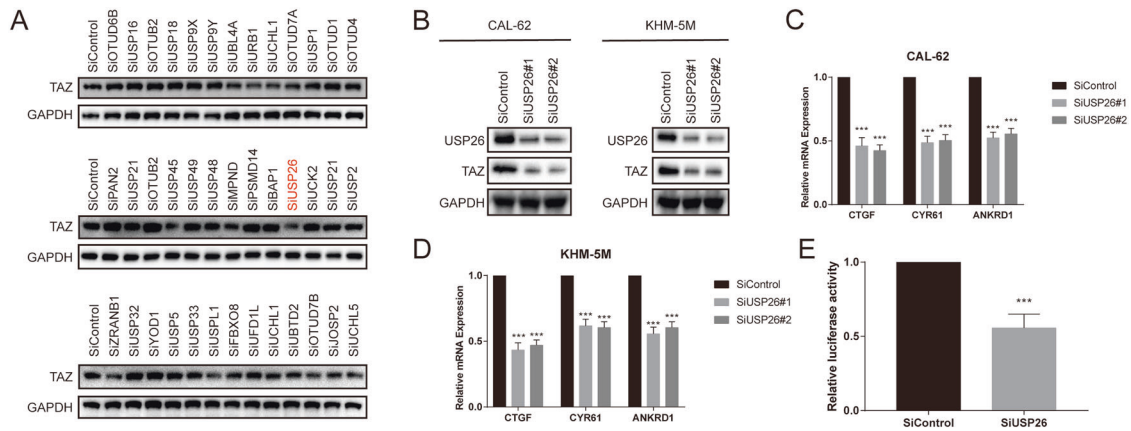 A
SiControl SiOTUD6B SiUSP16 SiOTUB2 SiUSP18 SiUSP9X SiUSP9Y SiUBL4A SiURB1 SiUCHL1 SiOTUD7A SiUSP1 SiOTUD1 SiOTUD4
TAZ
GAPDH
SiControl SiPAN2 SiUSP21 SiOTUB2 SiUSP45 SiUSP49 SiUSP48 SiMPND SiPSMD14 SiBAP1 SiUSP26 SiUCK2 SiUSP21 SiUSP2
TAZ
GAPDH
SiControl SiZRANB1 SiUSP32 SiYOD1 SiUSP5 SiUSP33 SiUSPL1 SiFBXO8 SiUFD1L SiUCHL1 SiUBTD2 SiOTUD7B SiJOSP2 SiUCHL5
TAZ
GAPDH
B
CAL-62 KHM-5M
SiControl SiUSP26#1 SiUSP26#2 SiControl SiUSP26#1 SiUSP26#2
USP26 USP26
TAZ TAZ
GAPDH GAPDH
C
CAL-62
Relative mRNA Expression
1.0
0.5
0.0
*** *** *** *** *** ***
CTGF CYR61 ANKRD1
SiControl
SiUSP26#1
SiUSP26#2
D
KHM-5M
Relative mRNA Expression
1.0
0.5
0.0
*** *** *** *** *** ***
CTGF CYR61 ANKRD1
SiControl
SiUSP26#1
SiUSP26#2
E
Relative luciferase activity
1.0
0.5
0.0
***
SiControl SiUSP26